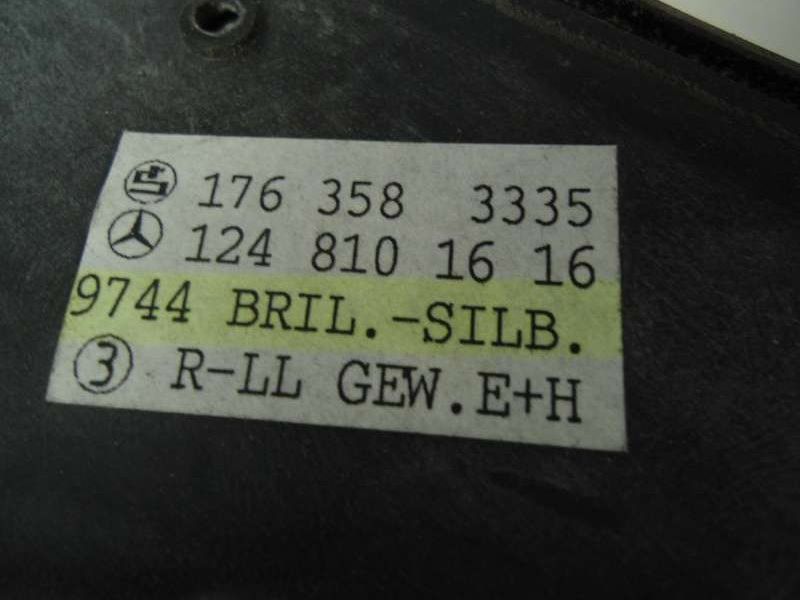 176 358 3335
124 810 16 16
9744 BRIL.-SILB.
3 R-LL GEW.E+H